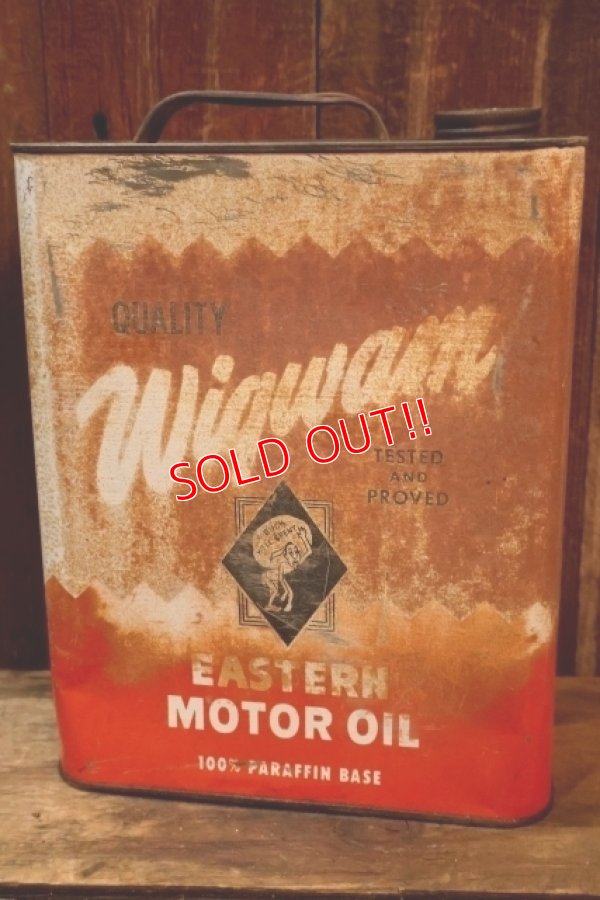 QUALITY
Wigwam
SOLD OUT!!
TESTED
AND
PROVED
EASTERN
MOTOR OIL
100% PARAFFIN BASE